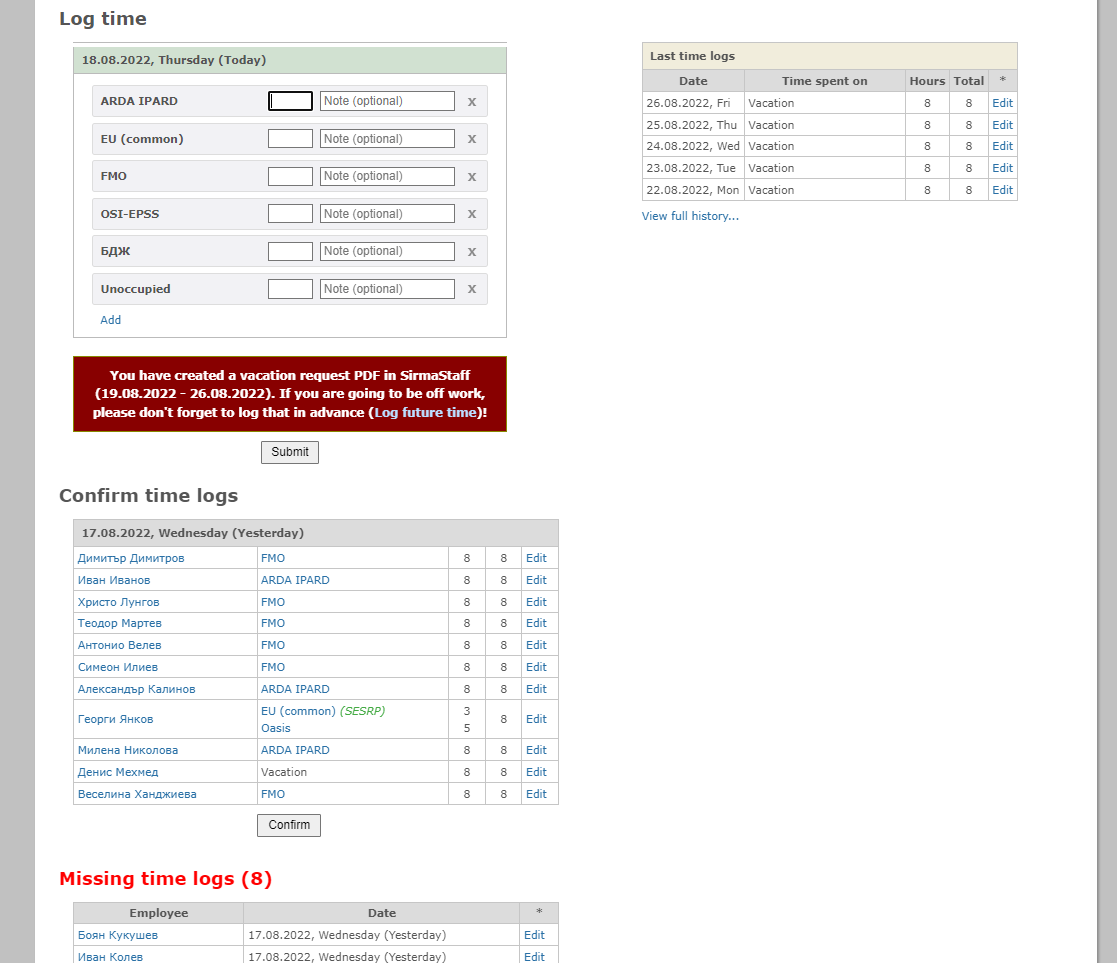 Log time
18.08.2022, Thursday (Today)
ARDA IPARD Note (optional) x
EU (common) Note (optional) x
FMO Note (optional) x
OSI-EPSS Note (optional) x
БДЖ Note (optional) x
Unoccupied Note (optional) x
Add
You have created a vacation request PDF in SirmaStaff
(19.08.2022 - 26.08.2022). If you are going to be off work,
please don't forget to log that in advance (Log future time)!
Submit
Last time logs
Date Time spent on Hours Total *
26.08.2022, Fri Vacation 8 8 Edit
25.08.2022, Thu Vacation 8 8 Edit
24.08.2022, Wed Vacation 8 8 Edit
23.08.2022, Tue Vacation 8 8 Edit
22.08.2022, Mon Vacation 8 8 Edit
View full history...
Confirm time logs
17.08.2022, Wednesday (Yesterday)
Димитър Димитров FMO 8 8 Edit
Иван Иванов ARDA IPARD 8 8 Edit
Христо Лунгов FMO 8 8 Edit
Теодор Мартев FMO 8 8 Edit
Антонио Велев FMO 8 8 Edit
Симеон Илиев FMO 8 8 Edit
Александър Калинов ARDA IPARD 8 8 Edit
Георги Янков EU (common) (SESRP) 3 8 Edit
Oasis 5
Милена Николова ARDA IPARD 8 8 Edit
Денис Мехмед Vacation 8 8 Edit
Веселина Ханджиева FMO 8 8 Edit
Confirm
Missing time logs (8)
Employee Date *
Боян Кукушев 17.08.2022, Wednesday (Yesterday) Edit
Иван Колев 17.08.2022, Wednesday (Yesterday) Edit